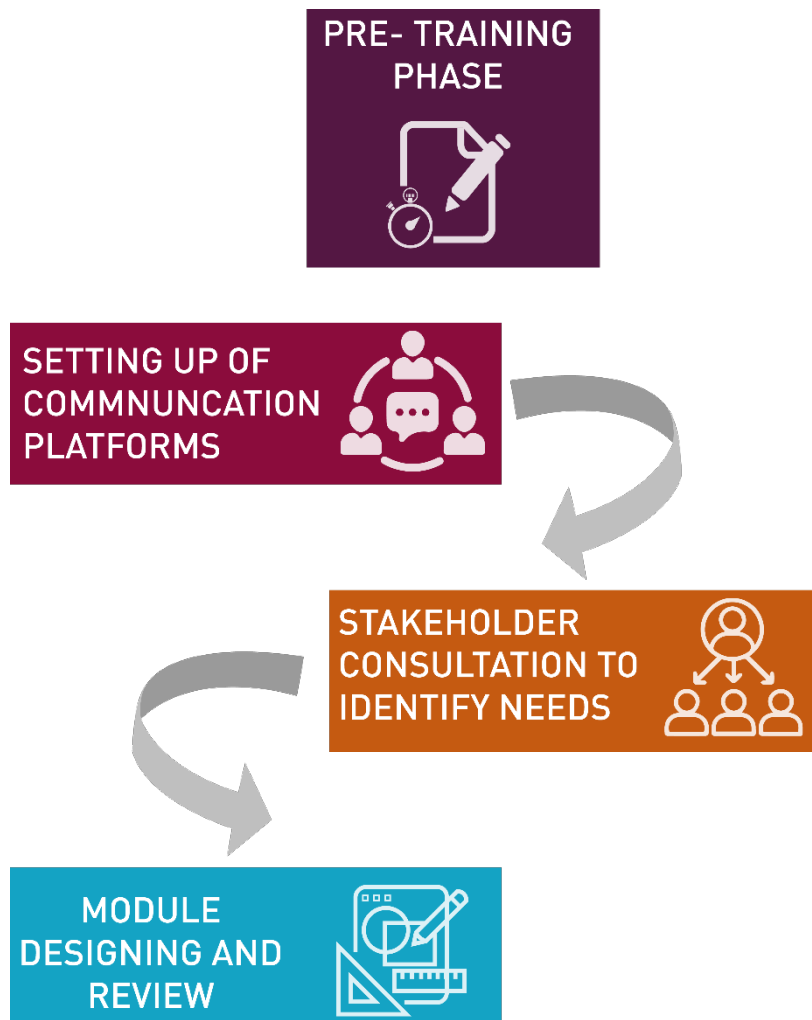 PRE- TRAINING
PHASE
SETTING UP OF
COMMNUNCATION
PLATFORMS
STAKEHOLDER
CONSULTATION TO
IDENTIFY NEEDS
MODULE
DESIGNING AND
REVIEW